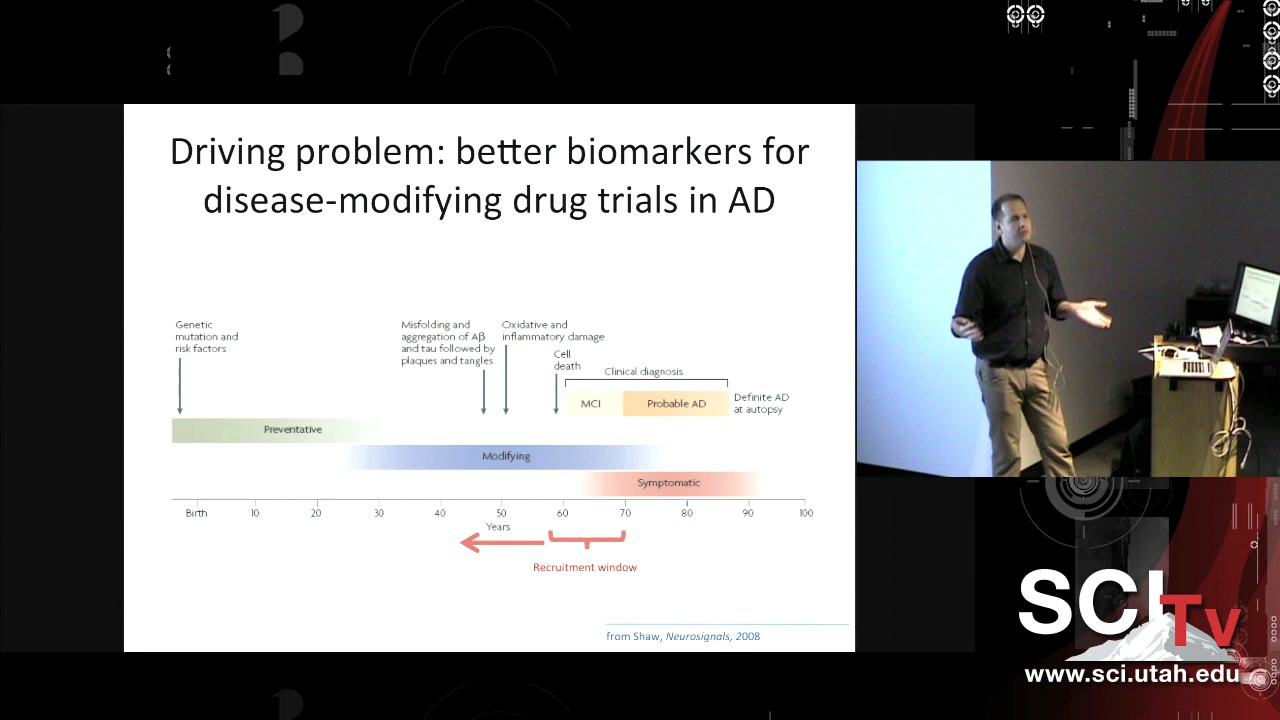 Driving problem: better biomarkers for
disease-modifying drug trials in AD
Genetic
mutation and
risk factors
Misfolding and
aggregation of Aβ
and tau followed by
plaques and tangles
Oxidative and
inflammatory damage
Cell
death
Clinical diagnosis
MCI
Probable AD
Definite AD
at autopsy
Preventative
Modifying
Symptomatic
Birth 10 20 30 40 50 60 70 80 90 100
Years
Recruitment window
from Shaw, Neurosignals, 2008
SCI
Tv
www.sci.utah.edu